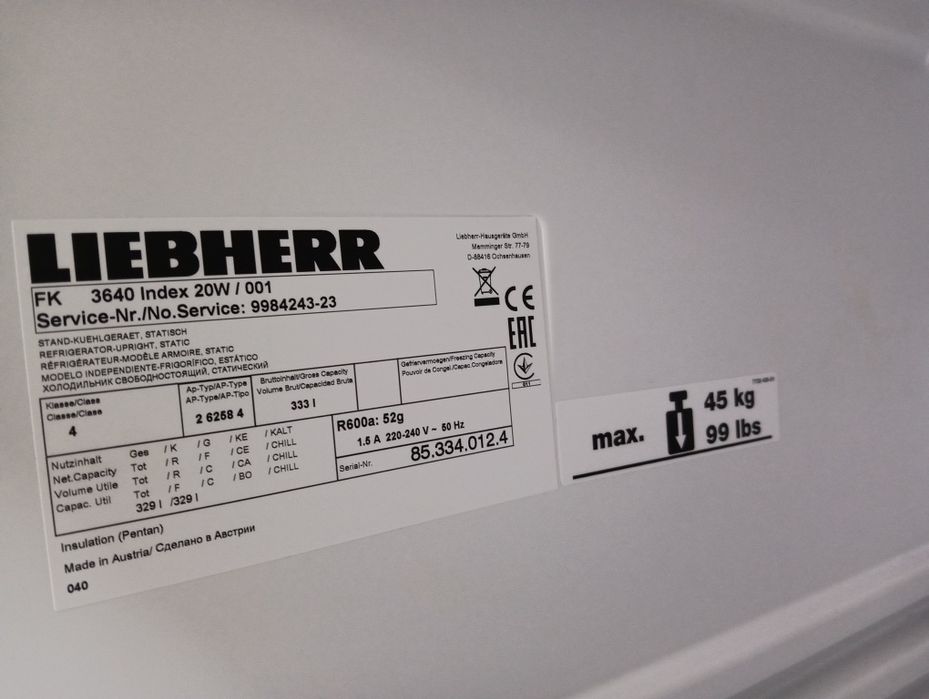 LIEBHERR
Liebherr-Hausgeräte GmbH
Memminger Str. 77-79
D-88416 Ochsenhausen
FK 3640 Index 20W / 001
Service-Nr./No.Service: 9984243-23
CE
EAC
011
STAND-KUEHLGERAET, STATISCH
REFRIGERATOR-UPRIGHT, STATIC
RÉFRIGÉRATEUR-MODÈLE ARMOIRE, STATIC
MODELO INDEPENDIENTE-FRIGORÍFICO, ESTÁTICO
ХОЛОДИЛЬНИК СВОБОДНОСТОЯЩИЙ, СТАТИЧЕСКИЙ
Klasse/Class
Classe/Clase
4
Ap-Typ/AP-Type
AP-Type/AP-Tipo
2 6258 4
Bruttoinhalt/Gross Capacity
Volume Brut/Capacidad Bruta
333 l
Gefriervermoegen/Freezing Capacity
Pouvoir de Congel./Capac.Congeladora
Nutzinhalt Ges / K / G / KE / KALT
Net.Capacity Tot / R / F / CE / CHILL
Volume Utile Tot / R / C / CA / CHILL
Capac. Util Tot / F / C / BO / CHILL
329 l /329 l
R600a: 52g
1.5 A 220-240 V ~ 50 Hz
Serial-Nr. 85.334.012.4
Insulation (Pentan)
Made in Austria/ Сделано в Австрии
040
max. 45 kg
99 lbs